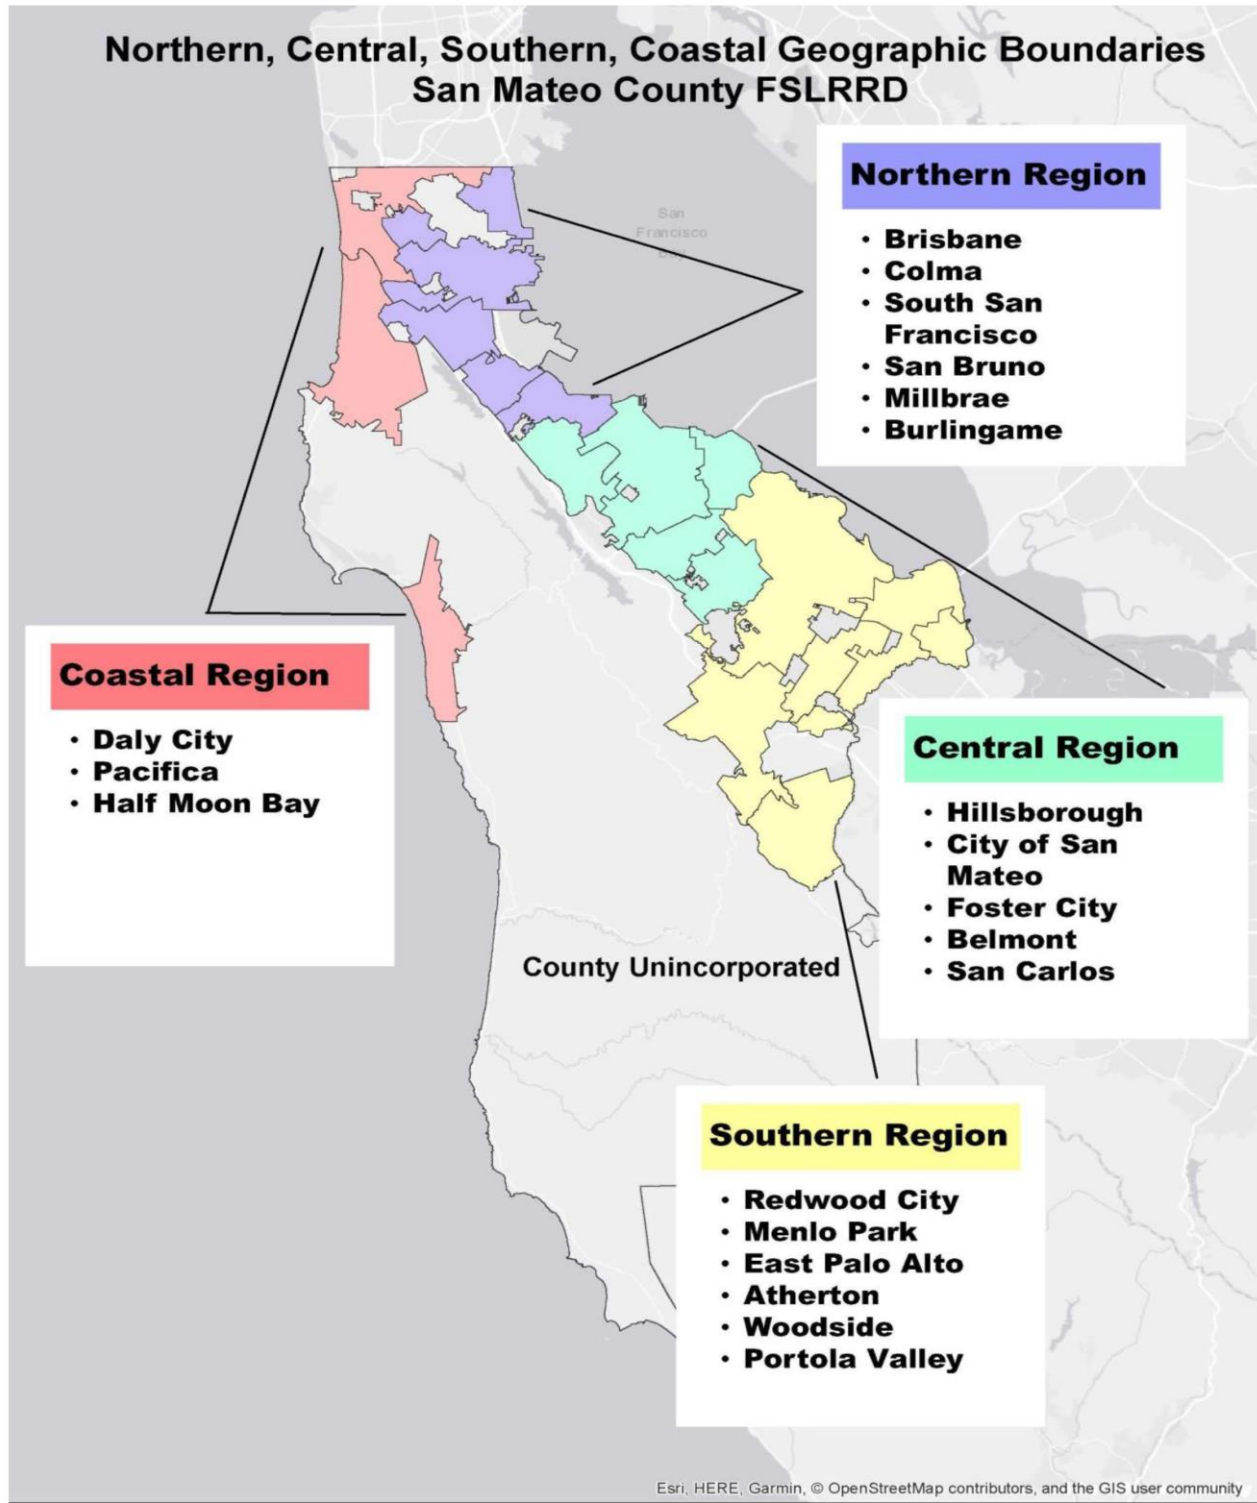 Northern, Central, Southern, Coastal Geographic Boundaries
San Mateo County FSLRRD
Northern Region
• Brisbane
• Colma
• South San
Francisco
• San Bruno
• Millbrae
• Burlingame
San
Francisco
Bay
Coastal Region
• Daly City
• Pacifica
• Half Moon Bay
Central Region
• Hillsborough
• City of San
Mateo
• Foster City
• Belmont
• San Carlos
County Unincorporated
Southern Region
• Redwood City
• Menlo Park
• East Palo Alto
• Atherton
• Woodside
• Portola Valley
Esri, HERE, Garmin, © OpenStreetMap contributors, and the GIS user community